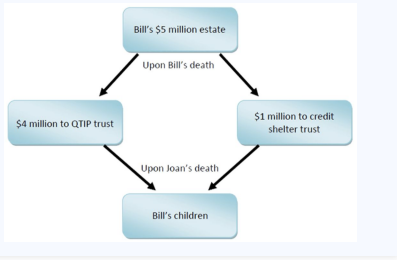 Bill's $5 million estate
Upon Bill's death
$4 million to QTIP trust
$1 million to credit
shelter trust
Upon Joan's death
Bill's children